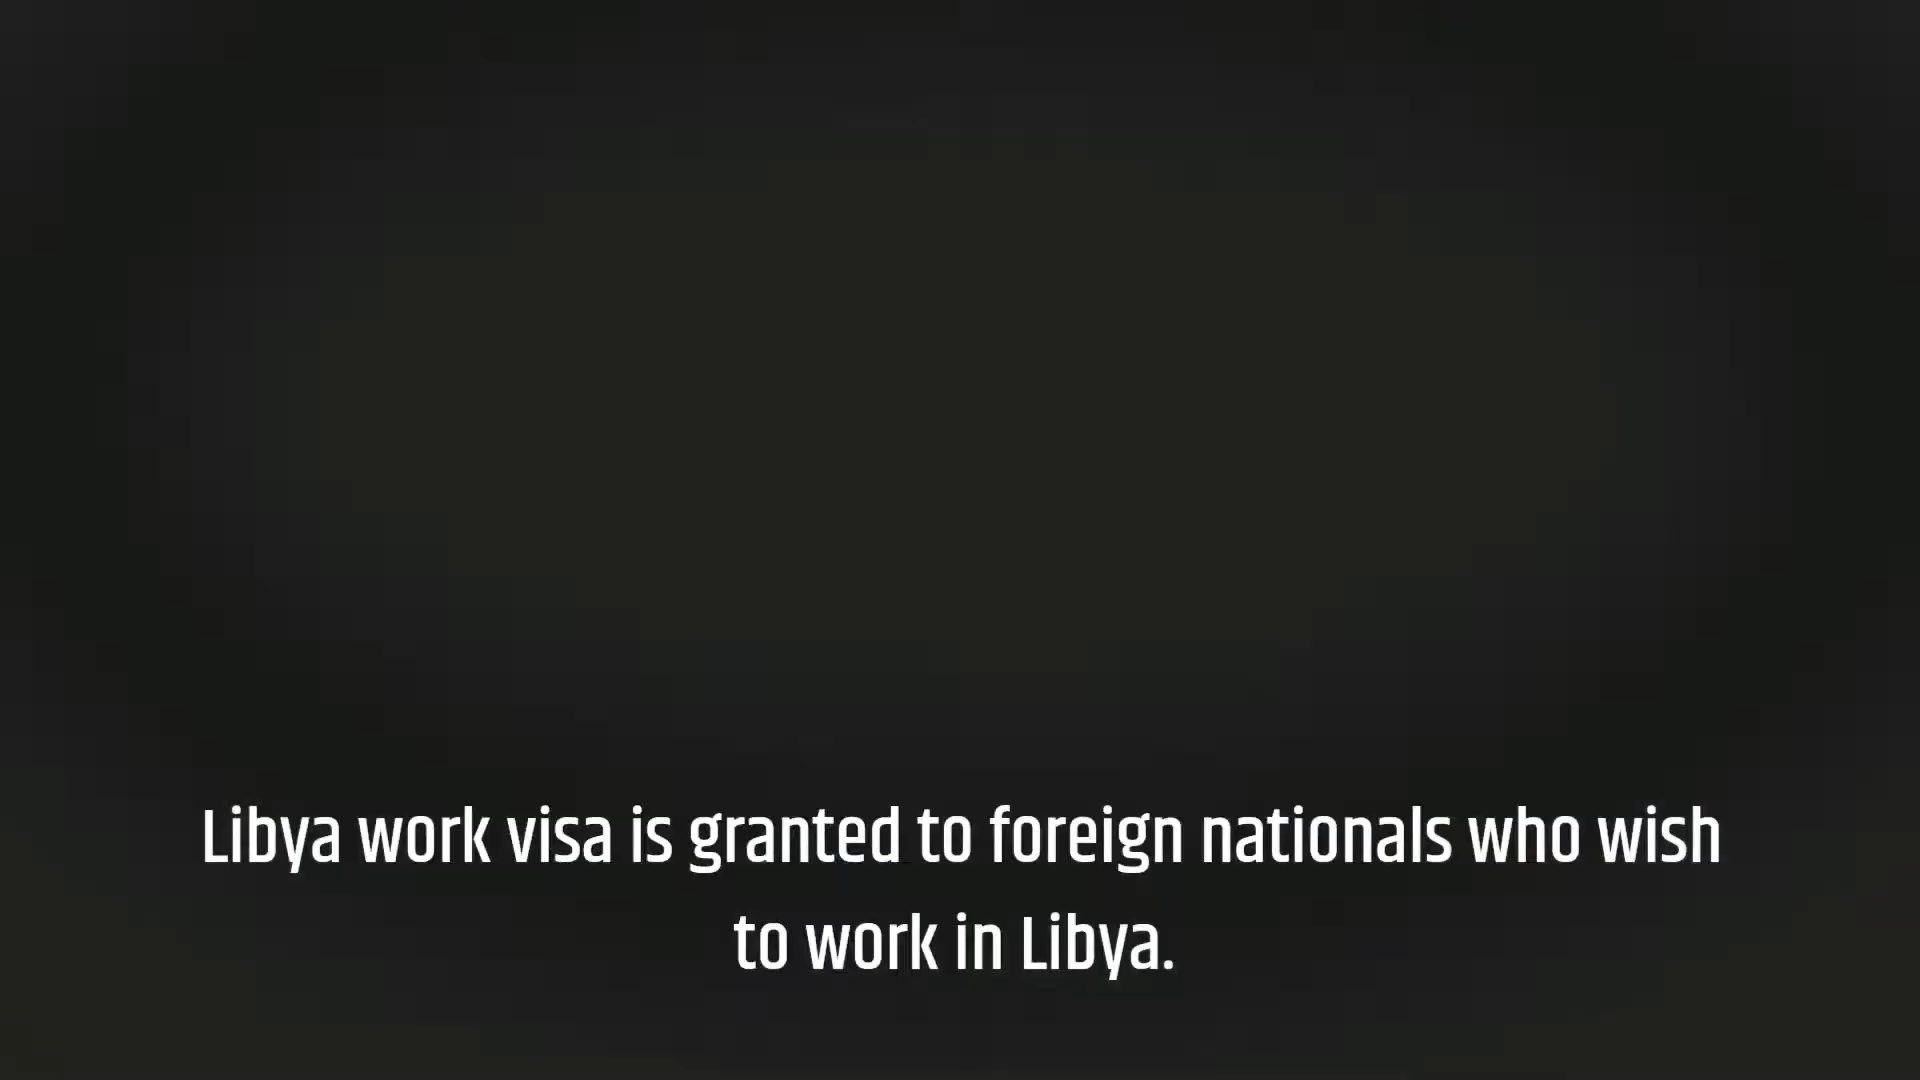 Libya work visa is granted to foreign nationals who wish
to work in Libya.